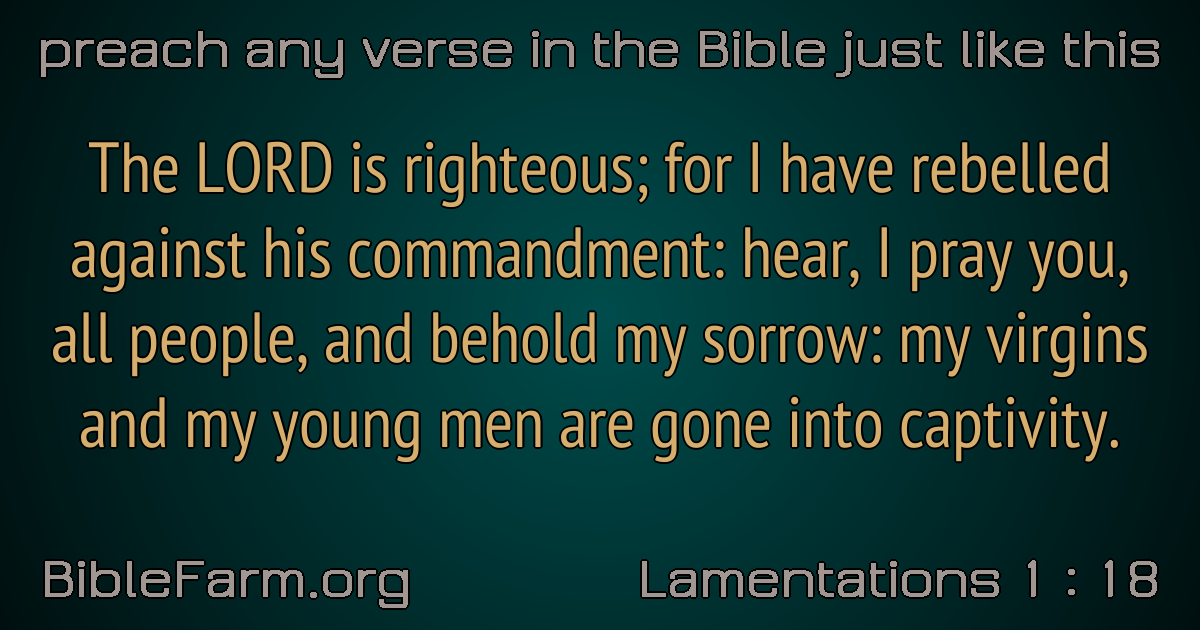 preach any verse in the Bible just like this
The LORD is righteous; for I have rebelled
against his commandment: hear, I pray you,
all people, and behold my sorrow: my virgins
and my young men are gone into captivity.
BibleFarm.org
Lamentations 1 : 18